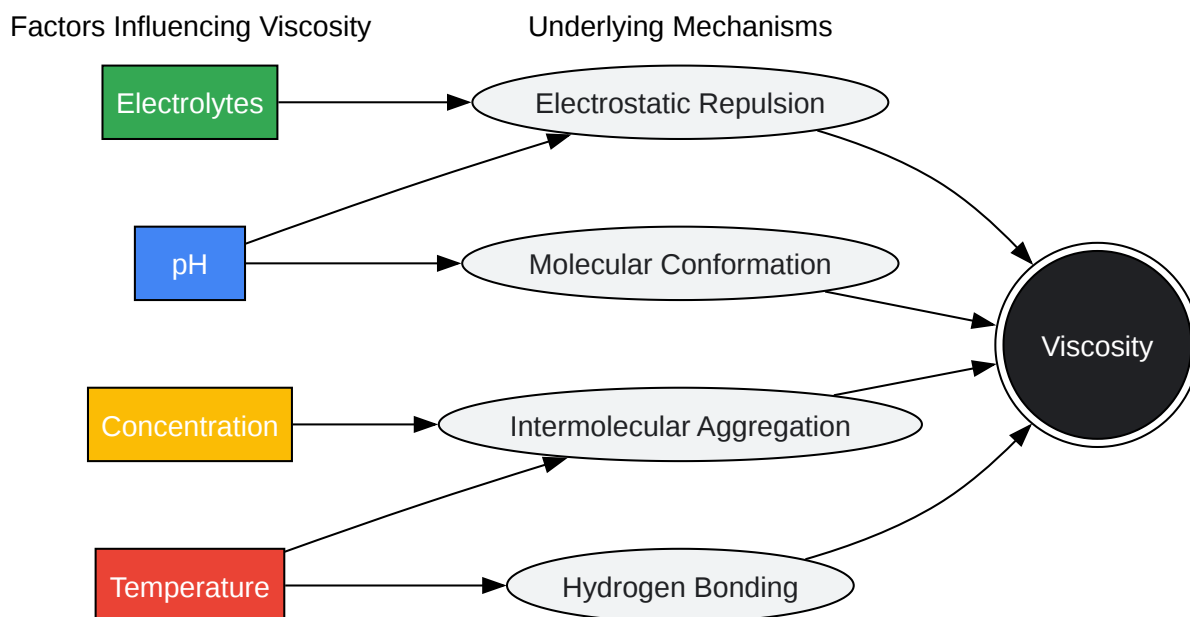 Factors Influencing Viscosity
Underlying Mechanisms
Electrolytes
Electrostatic Repulsion
pH
Molecular Conformation
Viscosity
Concentration
Intermolecular Aggregation
Temperature
Hydrogen Bonding